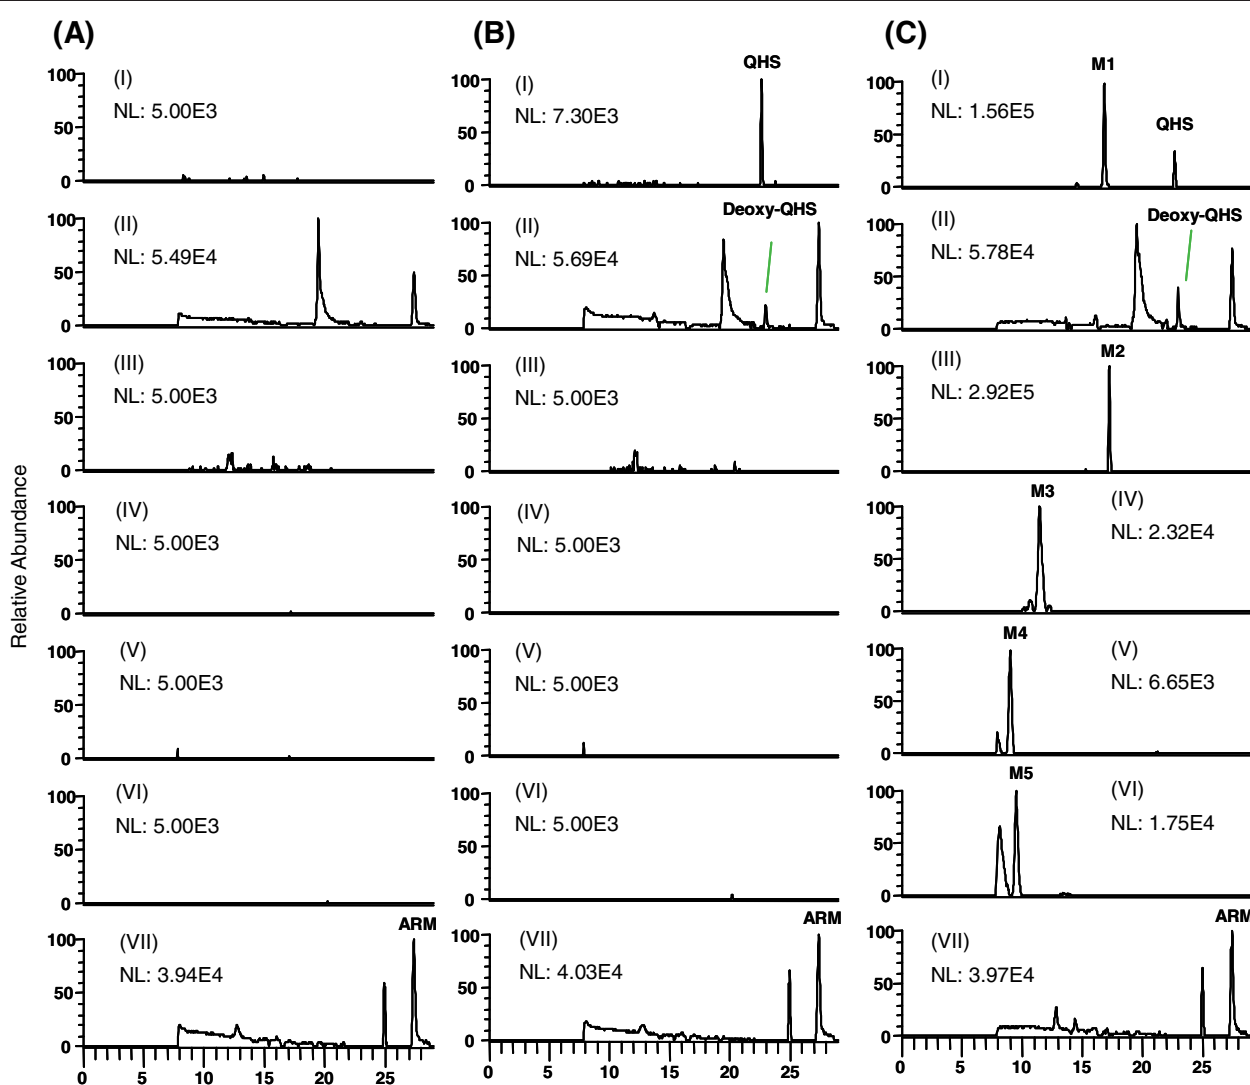 (A)
(B)
(C)
Relative Abundance
(I)
NL: 5.00E3
100
50
0
(II)
NL: 5.49E4
100
50
0
(III)
NL: 5.00E3
100
50
0
(IV)
NL: 5.00E3
100
50
0
(V)
NL: 5.00E3
100
50
0
(VI)
NL: 5.00E3
100
50
0
ARM
(VII)
NL: 3.94E4
100
50
0
0 5 10 15 20 25
QHS
(I)
NL: 7.30E3
100
50
0
Deoxy-QHS
(II)
NL: 5.69E4
100
50
0
(III)
NL: 5.00E3
100
50
0
(IV)
NL: 5.00E3
100
50
0
(V)
NL: 5.00E3
100
50
0
(VI)
NL: 5.00E3
100
50
0
ARM
(VII)
NL: 4.03E4
100
50
0
0 5 10 15 20 25
M1
(I)
NL: 1.56E5
QHS
100
50
0
Deoxy-QHS
(II)
NL: 5.78E4
100
50
0
M2
(III)
NL: 2.92E5
100
50
0
M3
(IV)
NL: 2.32E4
100
50
0
M4
(V)
NL: 6.65E3
100
50
0
M5
(VI)
NL: 1.75E4
100
50
0
ARM
(VII)
NL: 3.97E4
100
50
0
0 5 10 15 20 25